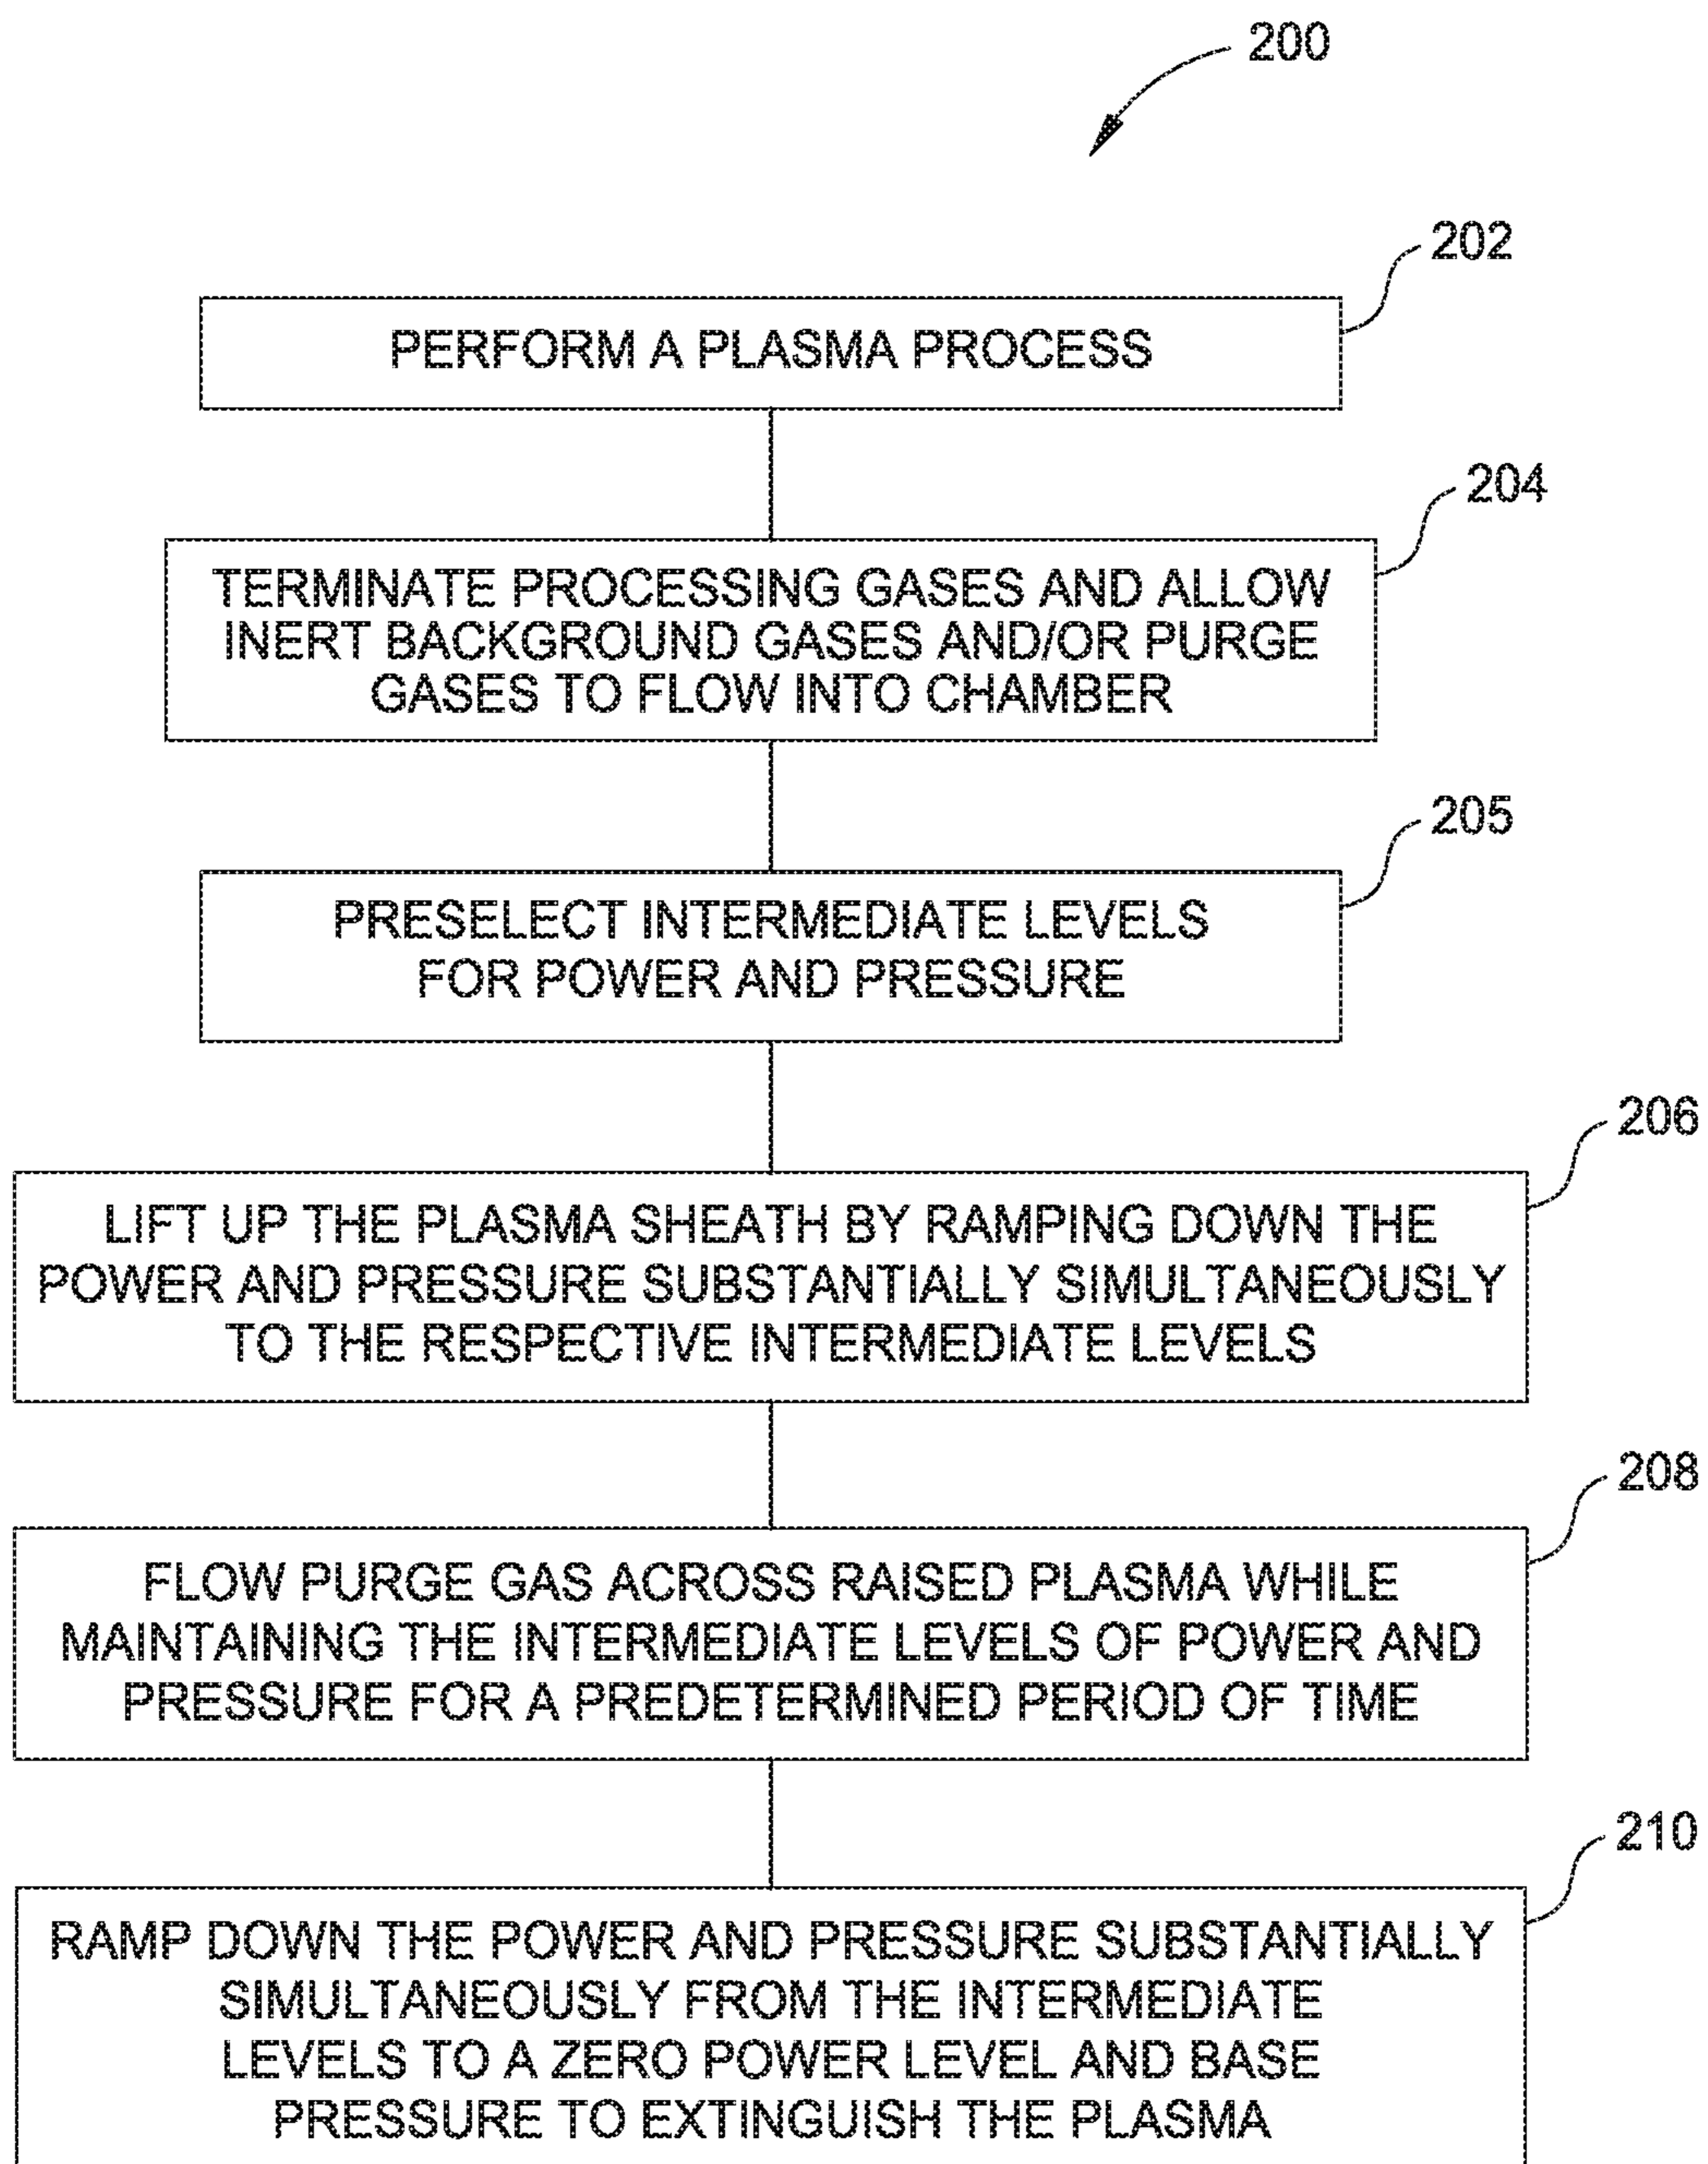 200
202
PERFORM A PLASMA PROCESS
204
TERMINATE PROCESSING GASES AND ALLOW
INERT BACKGROUND GASES AND/OR PURGE
GASES TO FLOW INTO CHAMBER
205
PRESELECT INTERMEDIATE LEVELS
FOR POWER AND PRESSURE
206
LIFT UP THE PLASMA SHEATH BY RAMPING DOWN THE
POWER AND PRESSURE SUBSTANTIALLY SIMULTANEOUSLY
TO THE RESPECTIVE INTERMEDIATE LEVELS
208
FLOW PURGE GAS ACROSS RAISED PLASMA WHILE
MAINTAINING THE INTERMEDIATE LEVELS OF POWER AND
PRESSURE FOR A PREDETERMINED PERIOD OF TIME
210
RAMP DOWN THE POWER AND PRESSURE SUBSTANTIALLY
SIMULTANEOUSLY FROM THE INTERMEDIATE
LEVELS TO A ZERO POWER LEVEL AND BASE
PRESSURE TO EXTINGUISH THE PLASMA